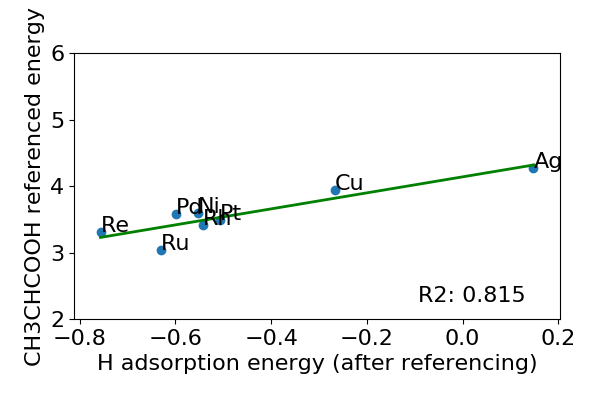 CH3CHCOOH referenced energy
6
5
4
3
2
Ag
Cu
Pd
Ni
Pt
Rh
Re
Ru
R2: 0.815
−0.8
−0.6
−0.4
−0.2
0.0
0.2
H adsorption energy (after referencing)